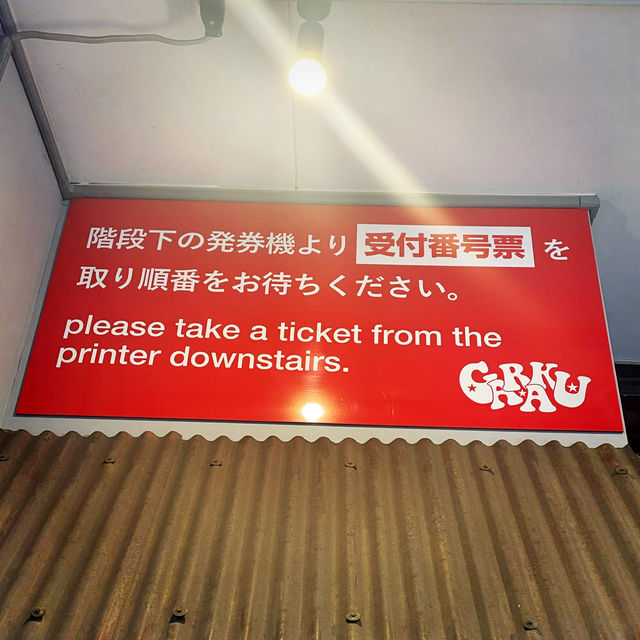 階段下の発券機より 受付番号票 を
取り順番をお待ちください。
please take a ticket from the
printer downstairs.
GARAKU